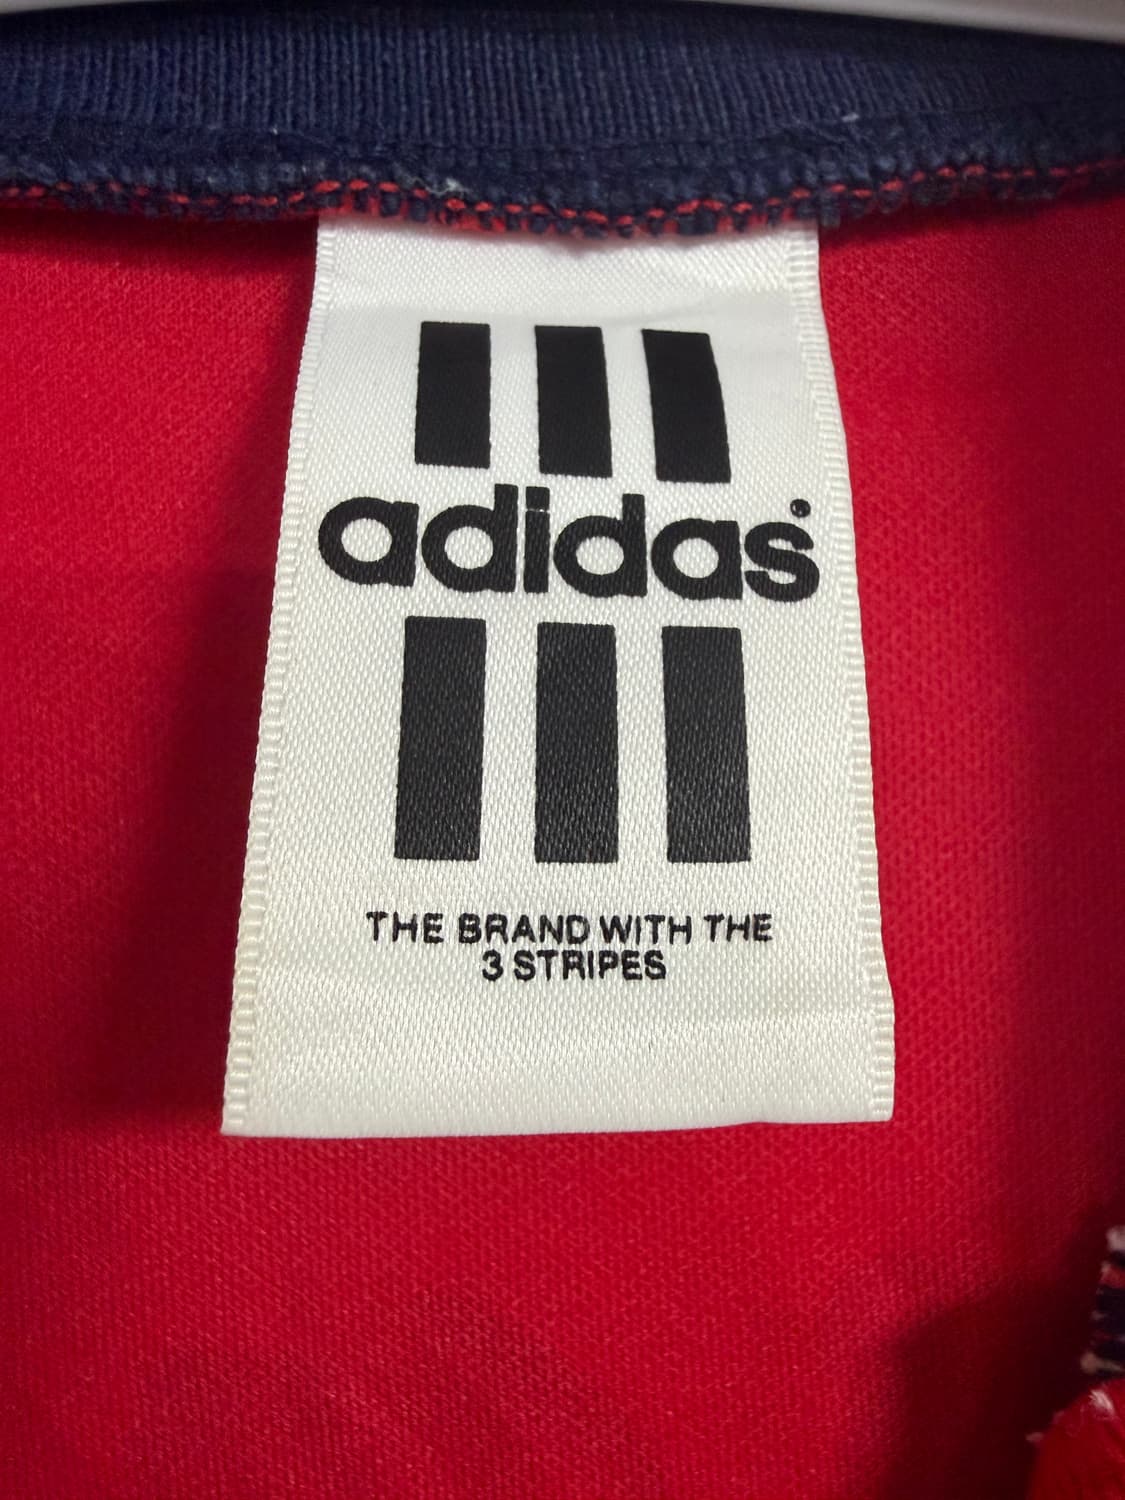 adidas
THE BRAND WITH THE
3 STRIPES